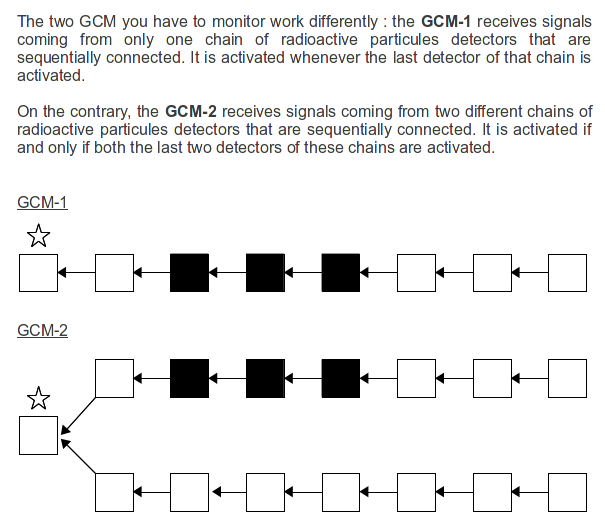 The two GCM you have to monitor work differently : the GCM-1 receives signals
coming from only one chain of radioactive particules detectors that are
sequentially connected. It is activated whenever the last detector of that chain is
activated.
On the contrary, the GCM-2 receives signals coming from two different chains of
radioactive particules detectors that are sequentially connected. It is activated if
and only if both the last two detectors of these chains are activated.
GCM-1
GCM-2